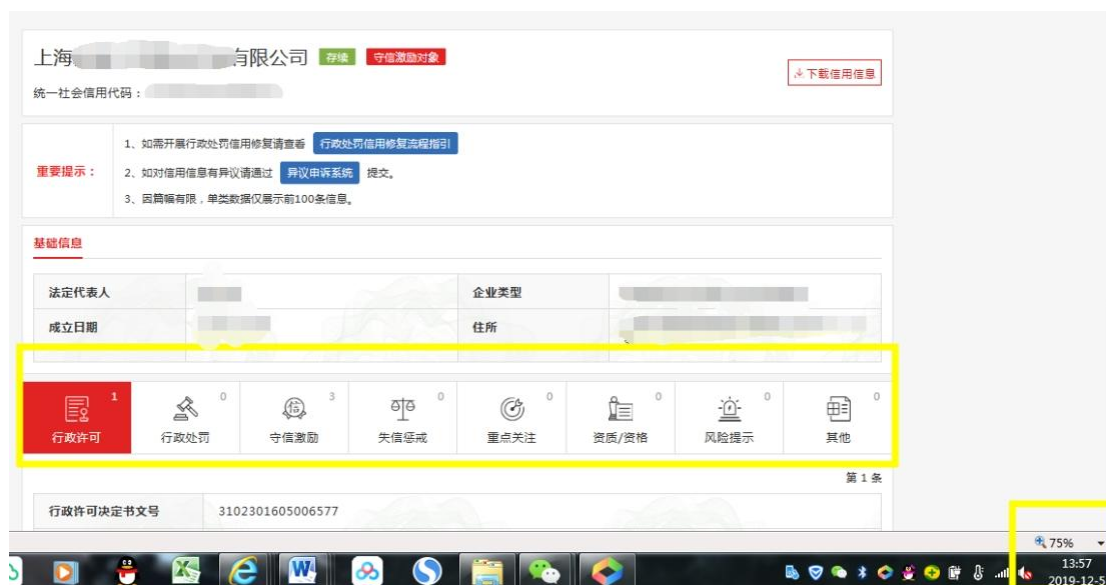 上海 有限公司 存续 守信激励对象
下载信用信息
统一社会信用代码：
重要提示：
1、如需开展行政处罚信用修复请查看 行政处罚信用修复流程指引
2、如对信用信息有异议请通过 异议申诉系统 提交。
3、因篇幅有限，单类数据仅展示前100条信息。
基础信息
法定代表人 企业类型
成立日期 住所
1 0 3 0 0 0 0 0
行政许可 行政处罚 守信激励 失信惩戒 重点关注 资质/资格 风险提示 其他
第 1 条
行政许可决定书文号 3102301605006577
75%
13:57
2019-12-